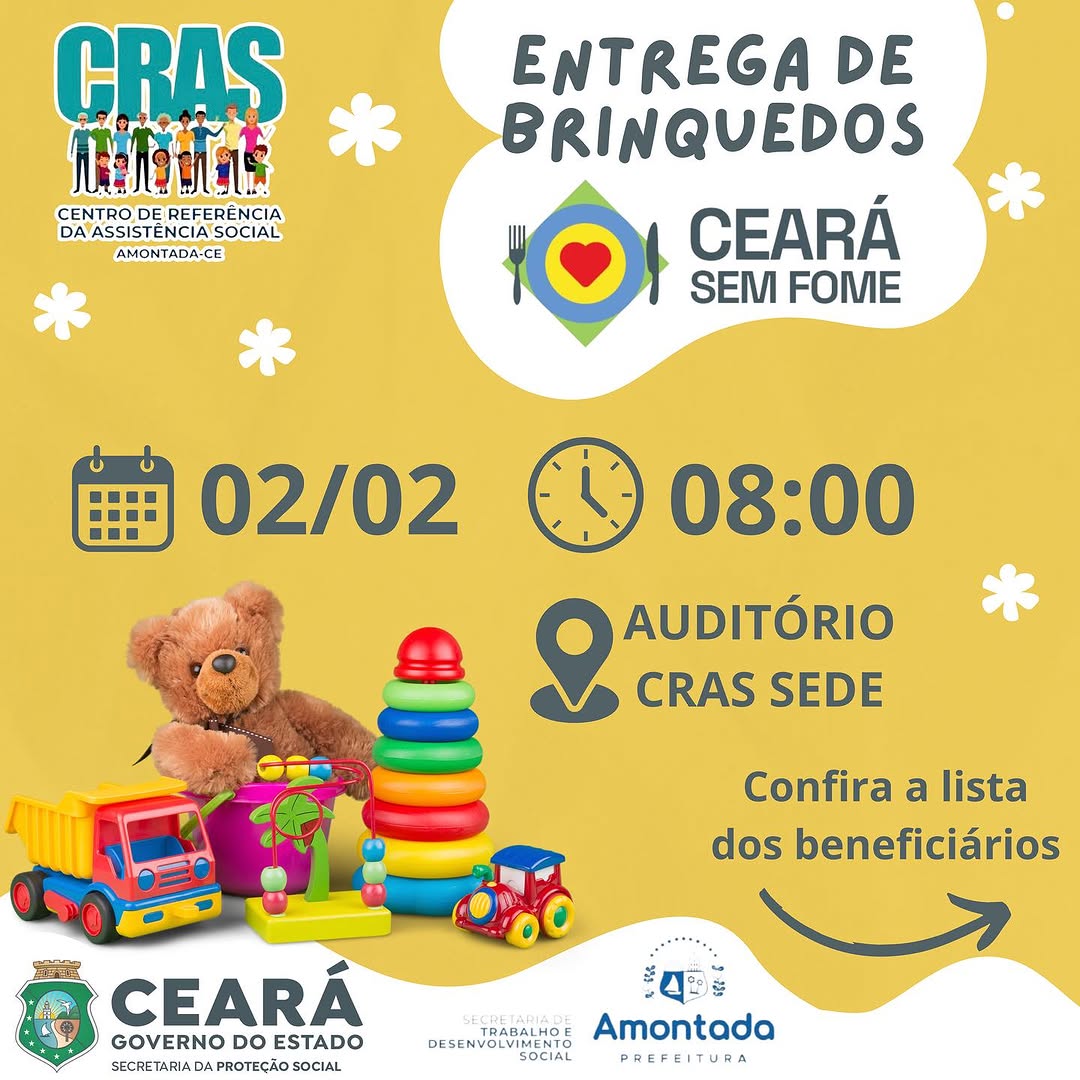 CRAS
CENTRO DE REFERÊNCIA
DA ASSISTÊNCIA SOCIAL
AMONTADA-CE
ENTREGA DE
BRINQUEDOS
CEARÁ
SEM FOME
02/02
08:00
AUDITÓRIO
CRAS SEDE
Confira a lista
dos beneficiários
CEARÁ
GOVERNO DO ESTADO
SECRETARIA DA PROTEÇÃO SOCIAL
SECRETARIA DE
TRABALHO E
DESENVOLVIMENTO
SOCIAL
Amontada
PREFEITURA